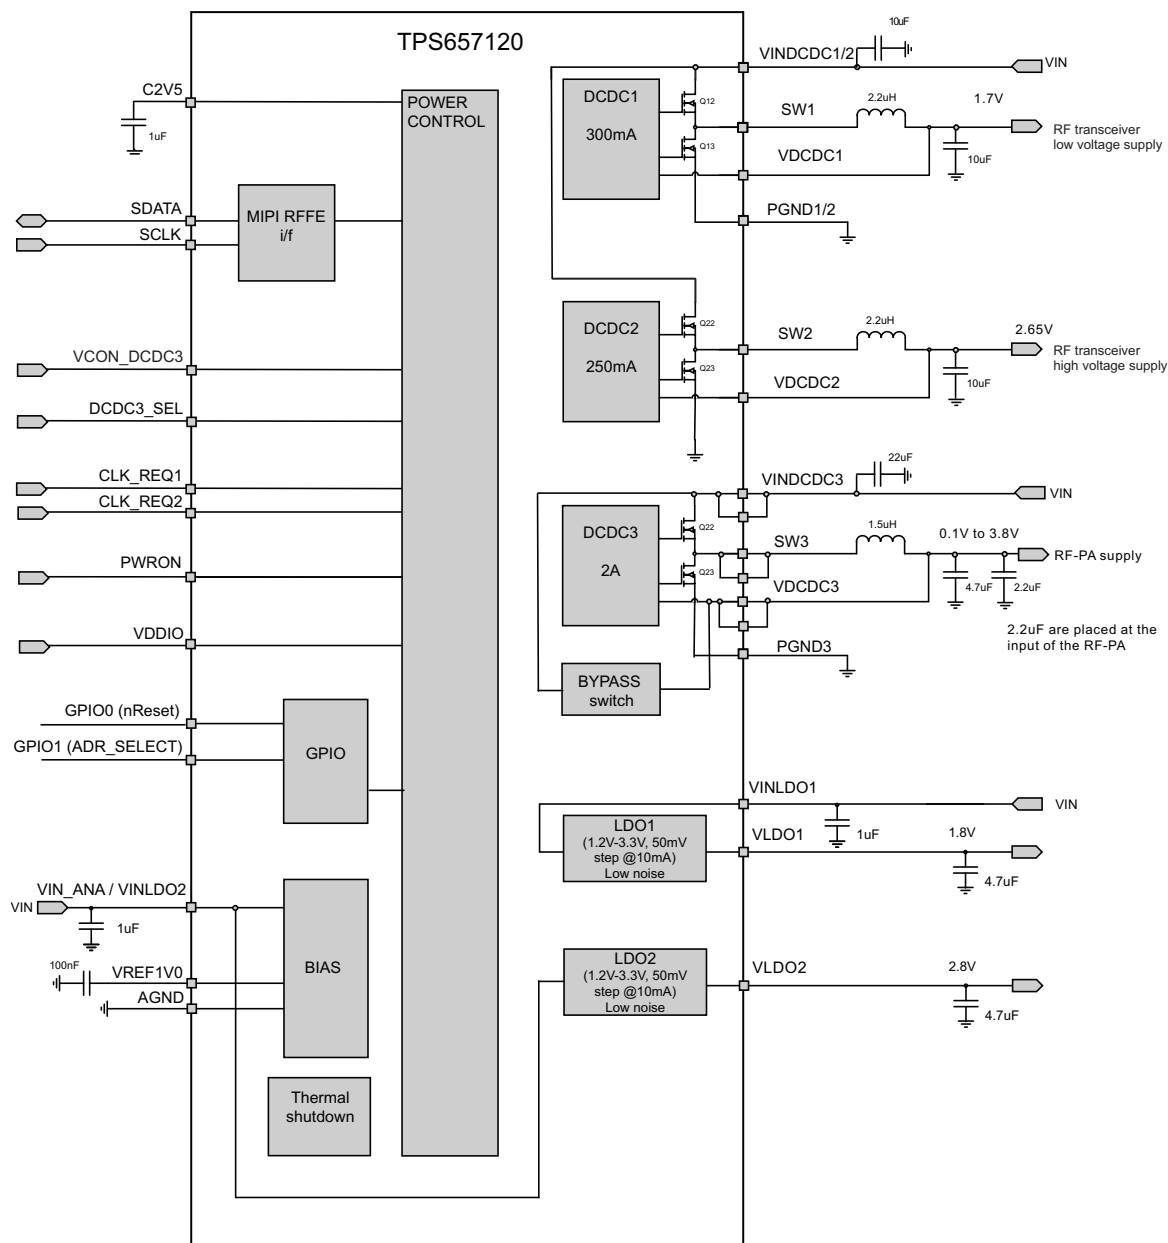 TPS657120
C2V5
1uF
POWER
CONTROL
SDATA
SCLK
MIPI RFFE
i/f
VCON_DCDC3
DCDC3_SEL
CLK_REQ1
CLK_REQ2
PWRON
VDDIO
GPIO0 (nReset)
GPIO1 (ADR_SELECT)
GPIO
VIN_ANA / VINLDO2
VIN
1uF
100nF
VREF1V0
AGND
BIAS
Thermal
shutdown
10uF
VINDCDC1/2
VIN
DCDC1
300mA
Q12
Q13
SW1
2.2uH
1.7V
RF transceiver
low voltage supply
VDCDC1
10uF
PGND1/2
DCDC2
250mA
Q22
Q23
SW2
2.2uH
2.65V
RF transceiver
high voltage supply
VDCDC2
10uF
22uF
VINDCDC3
VIN
DCDC3
2A
Q22
Q23
SW3
1.5uH
0.1V to 3.8V
RF-PA supply
VDCDC3
4.7uF
2.2uF
2.2uF are placed at the
input of the RF-PA
PGND3
BYPASS
switch
VINLDO1
VIN
1uF
LDO1
(1.2V-3.3V, 50mV
step @10mA)
Low noise
VLDO1
1.8V
4.7uF
LDO2
(1.2V-3.3V, 50mV
step @10mA)
Low noise
VLDO2
2.8V
4.7uF